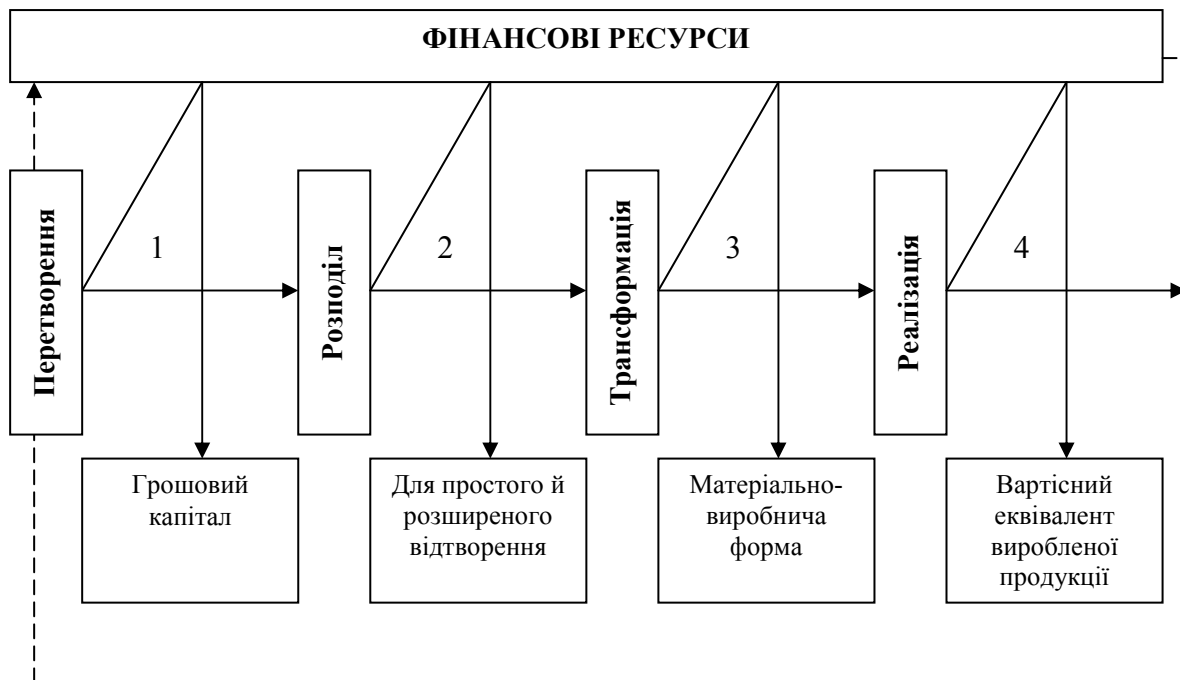 ФІНАНСОВІ РЕСУРСИ
Перетворення
1
Розподіл
2
Трансформація
3
Реалізація
4
Грошовий
капітал
Для простого й
розширеного
відтворення
Матеріально-
виробнича
форма
Вартісний
еквівалент
виробленої
продукції